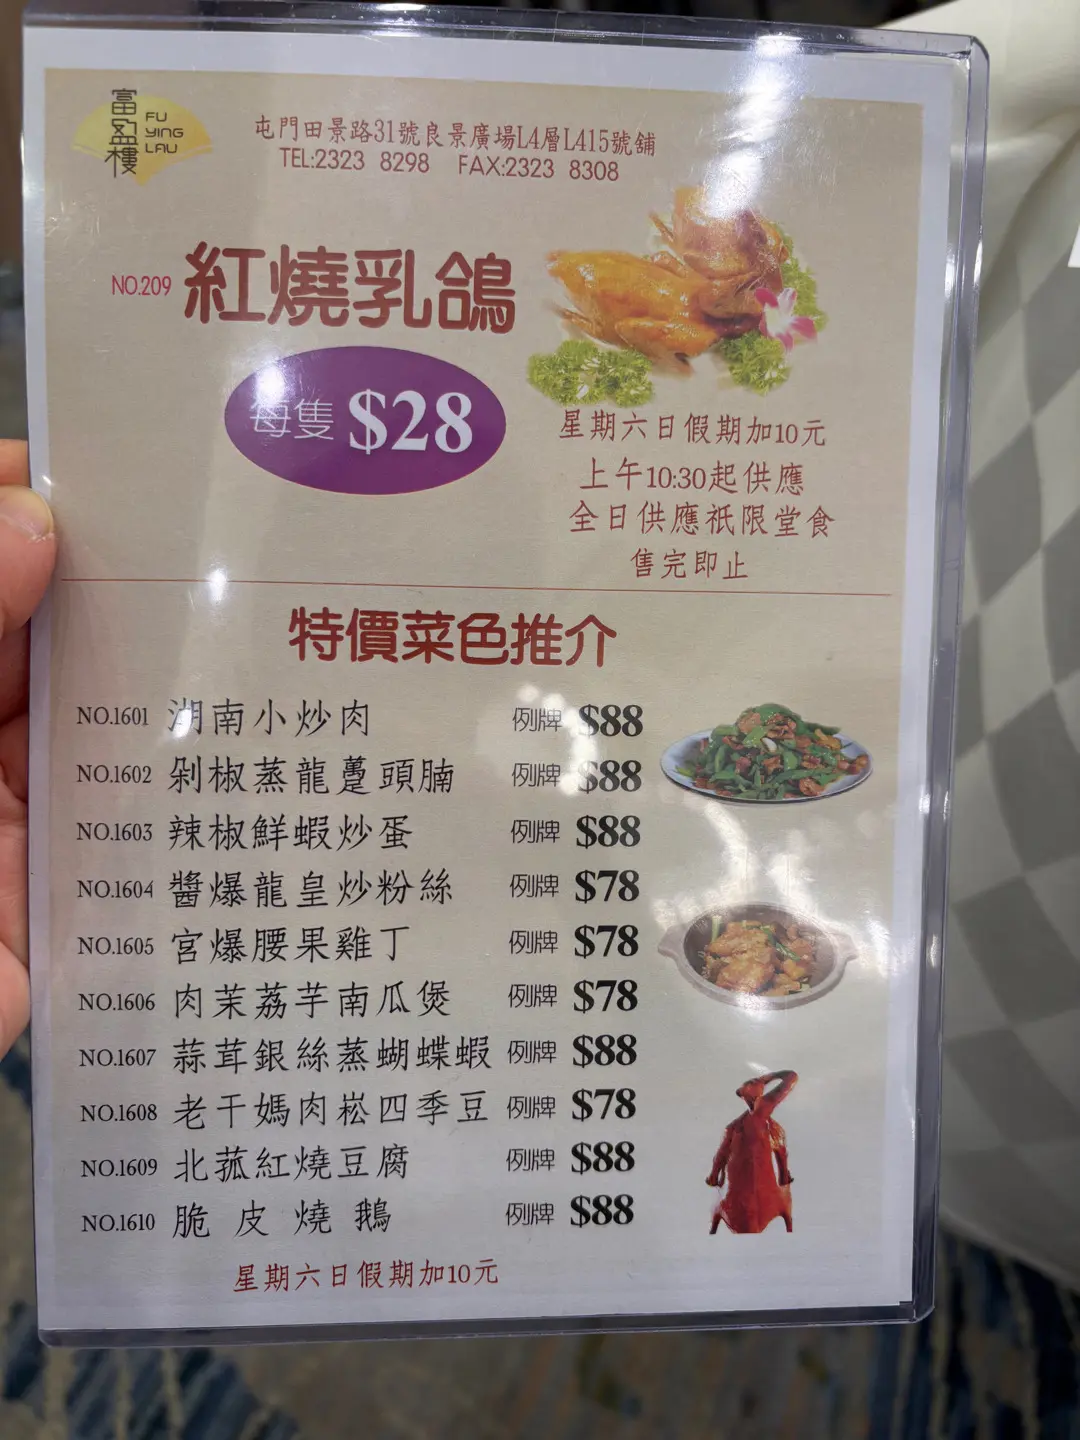 富盈樓
FU
YING
LAU
屯門田景路31號良景廣場L4層L415號舖
TEL:2323 8298 FAX:2323 8308
NO.209 紅燒乳鴿
每隻 $28
星期六日假期加10元
上午10:30起供應
全日供應祇限堂食
售完即止
特價菜色推介
NO.1601 湖南小炒肉 例牌 $88
NO.1602 剁椒蒸龍躉頭腩 例牌 $88
NO.1603 辣椒鮮蝦炒蛋 例牌 $88
NO.1604 醬爆龍皇炒粉絲 例牌 $78
NO.1605 宮爆腰果雞丁 例牌 $78
NO.1606 肉茉荔芋南瓜煲 例牌 $78
NO.1607 蒜茸銀絲蒸蝴蝶蝦 例牌 $88
NO.1608 老干媽肉崧四季豆 例牌 $78
NO.1609 北菰紅燒豆腐 例牌 $88
NO.1610 脆皮燒鵝 例牌 $88
星期六日假期加10元